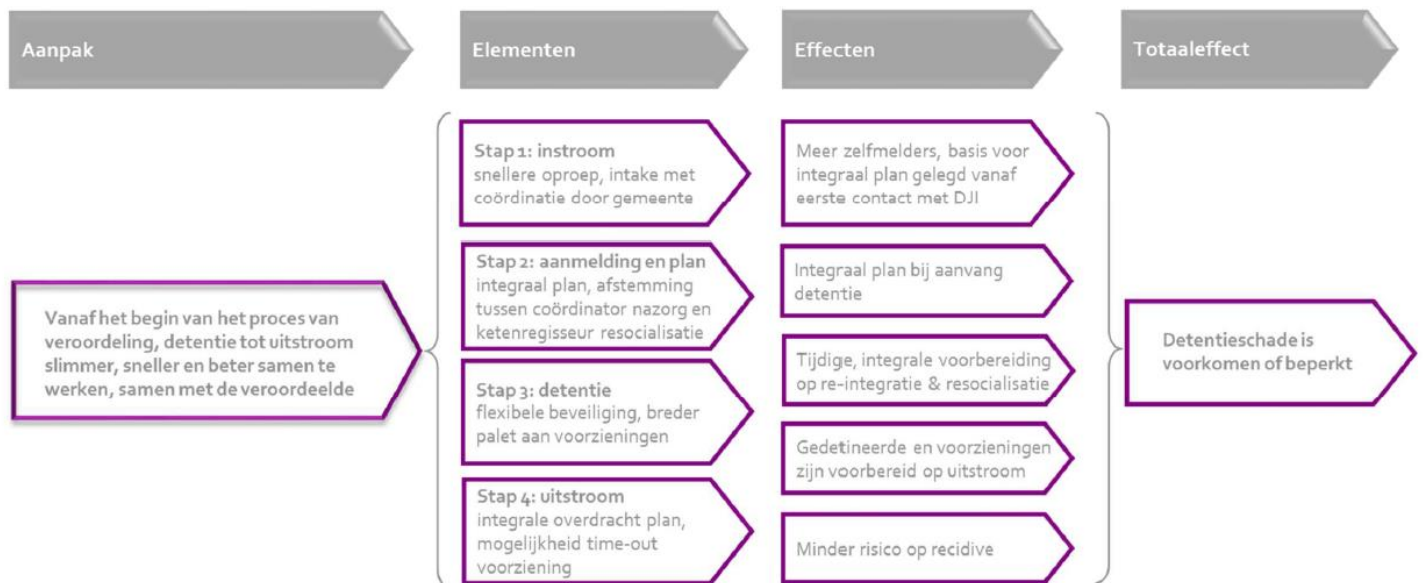 Aanpak
Elementen
Effecten
Totaaleffect
Vanaf het begin van het proces van
veroordeling, detentie tot uitstroom
slimmer, sneller en beter samen te
werken, samen met de veroordeelde
Stap 1: instroom
snellere oproep, intake met
coördinatie door gemeente
Stap 2: aanmelding en plan
integraal plan, afstemming
tussen coördinator nazorg en
ketenregisseur resocialisatie
Stap 3: detentie
flexibele beveiliging, breder
palet aan voorzieningen
Stap 4: uitstroom
integrale overdracht plan,
mogelijkheid time-out
voorziening
Meer zelfmelders, basis voor
integraal plan gelegd vanaf
eerste contact met DJI
Integraal plan bij aanvang
detentie
Tijdige, integrale voorbereiding
op re-integratie & resocialisatie
Gedetineerde en voorzieningen
zijn voorbereid op uitstroom
Minder risico op recidive
Detentieschade is
voorkomen of beperkt